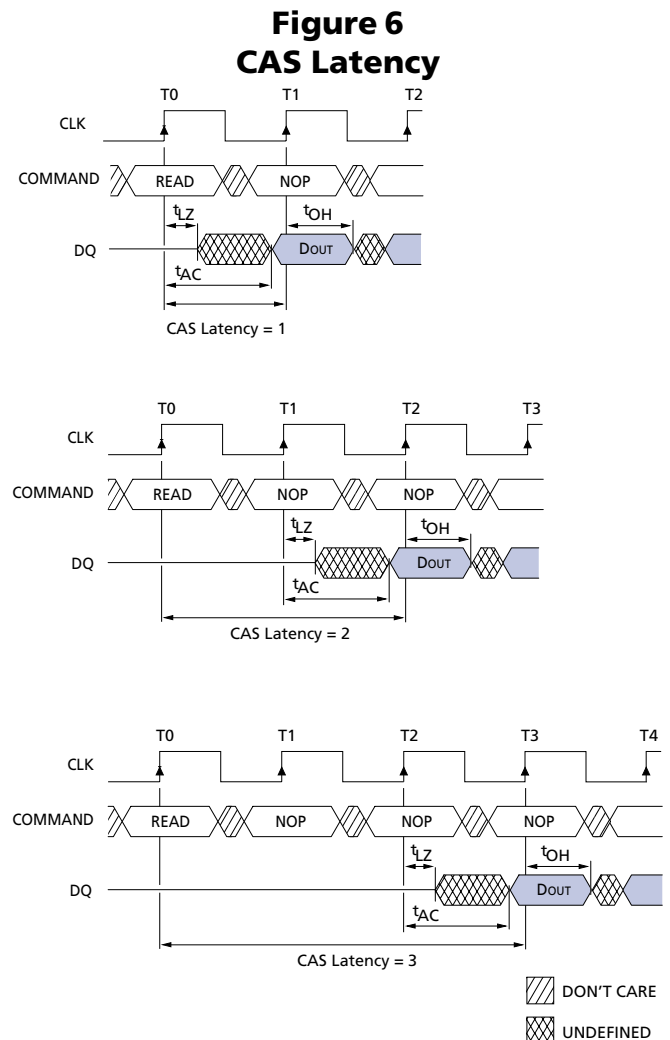 Figure 6
CAS Latency
T0 T1 T2
CLK
COMMAND READ NOP
tLZ tOH
DQ DOUT
tAC
CAS Latency = 1
T0 T1 T2 T3
CLK
COMMAND READ NOP NOP
tLZ tOH
DQ DOUT
tAC
CAS Latency = 2
T0 T1 T2 T3 T4
CLK
COMMAND READ NOP NOP NOP
tLZ tOH
DQ DOUT
tAC
CAS Latency = 3
DON'T CARE
UNDEFINED